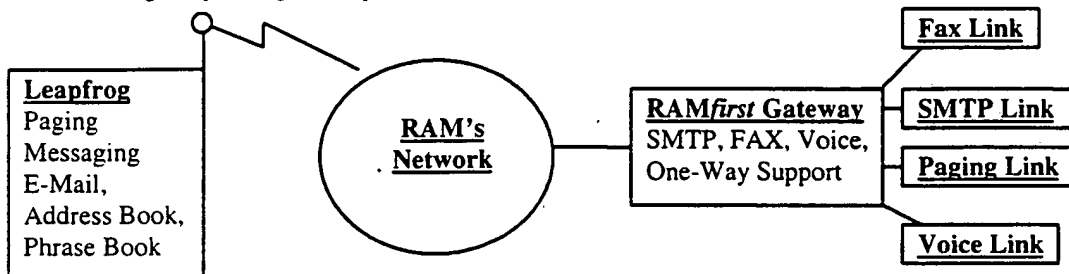 Leapfrog
Paging
Messaging
E-Mail,
Address Book,
Phrase Book
RAM's
Network
RAMfirst Gateway
SMTP, FAX, Voice,
One-Way Support
Fax Link
SMTP Link
Paging Link
Voice Link